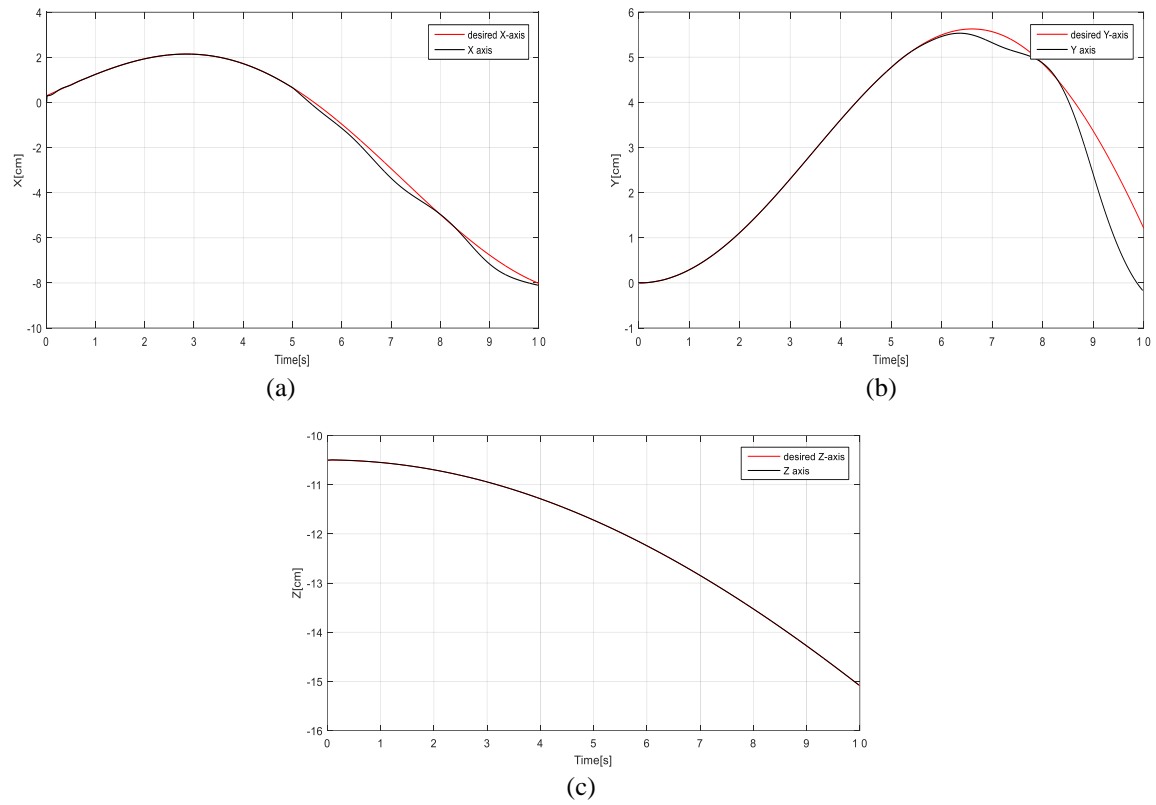 4
2
0
-2
-4
-6
-8
-10
X[cm]
desired X-axis
X axis
0 1 2 3 4 5 6 7 8 9 1 0
Time[s]
(a)
6
5
4
3
2
1
0
-1
Y[cm]
desired Y-axis
Y axis
0 1 2 3 4 5 6 7 8 9 1 0
Time[s]
(b)
-10
-11
-12
-13
-14
-15
-16
Z[cm]
desired Z-axis
Z axis
0 1 2 3 4 5 6 7 8 9 1 0
Time[s]
(c)